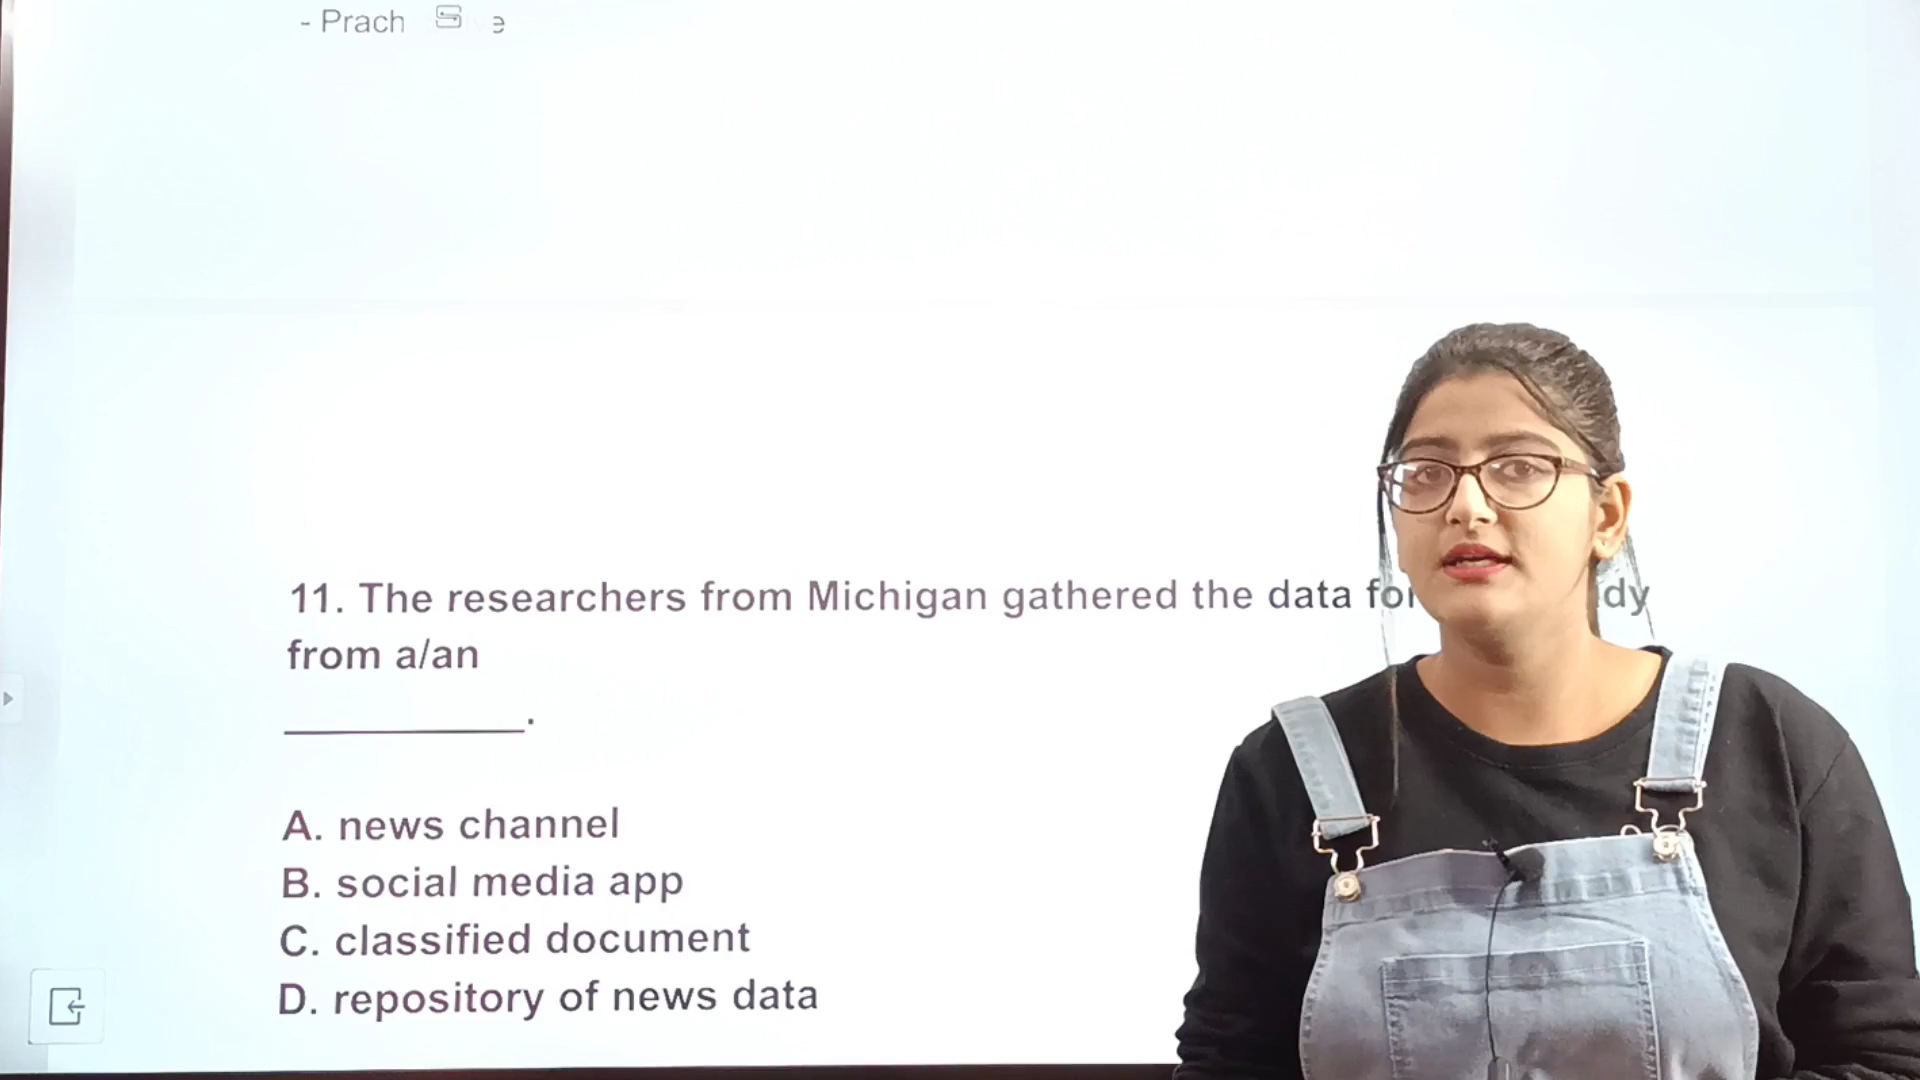 - Prach
11. The researchers from Michigan gathered the data
from a/an
____________.
A. news channel
B. social media app
C. classified document
D. repository of news data